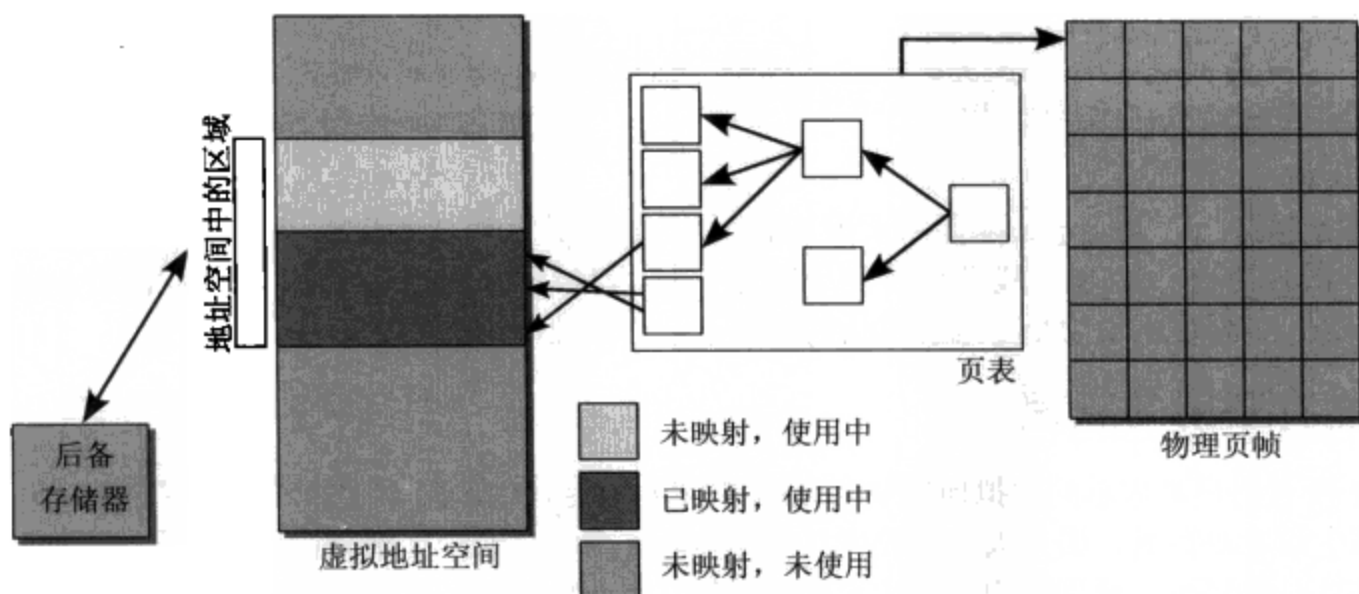 地址空间中的区域
后备
存储器
虚拟地址空间
页表
物理页帧
未映射，使用中
已映射，使用中
未映射，未使用